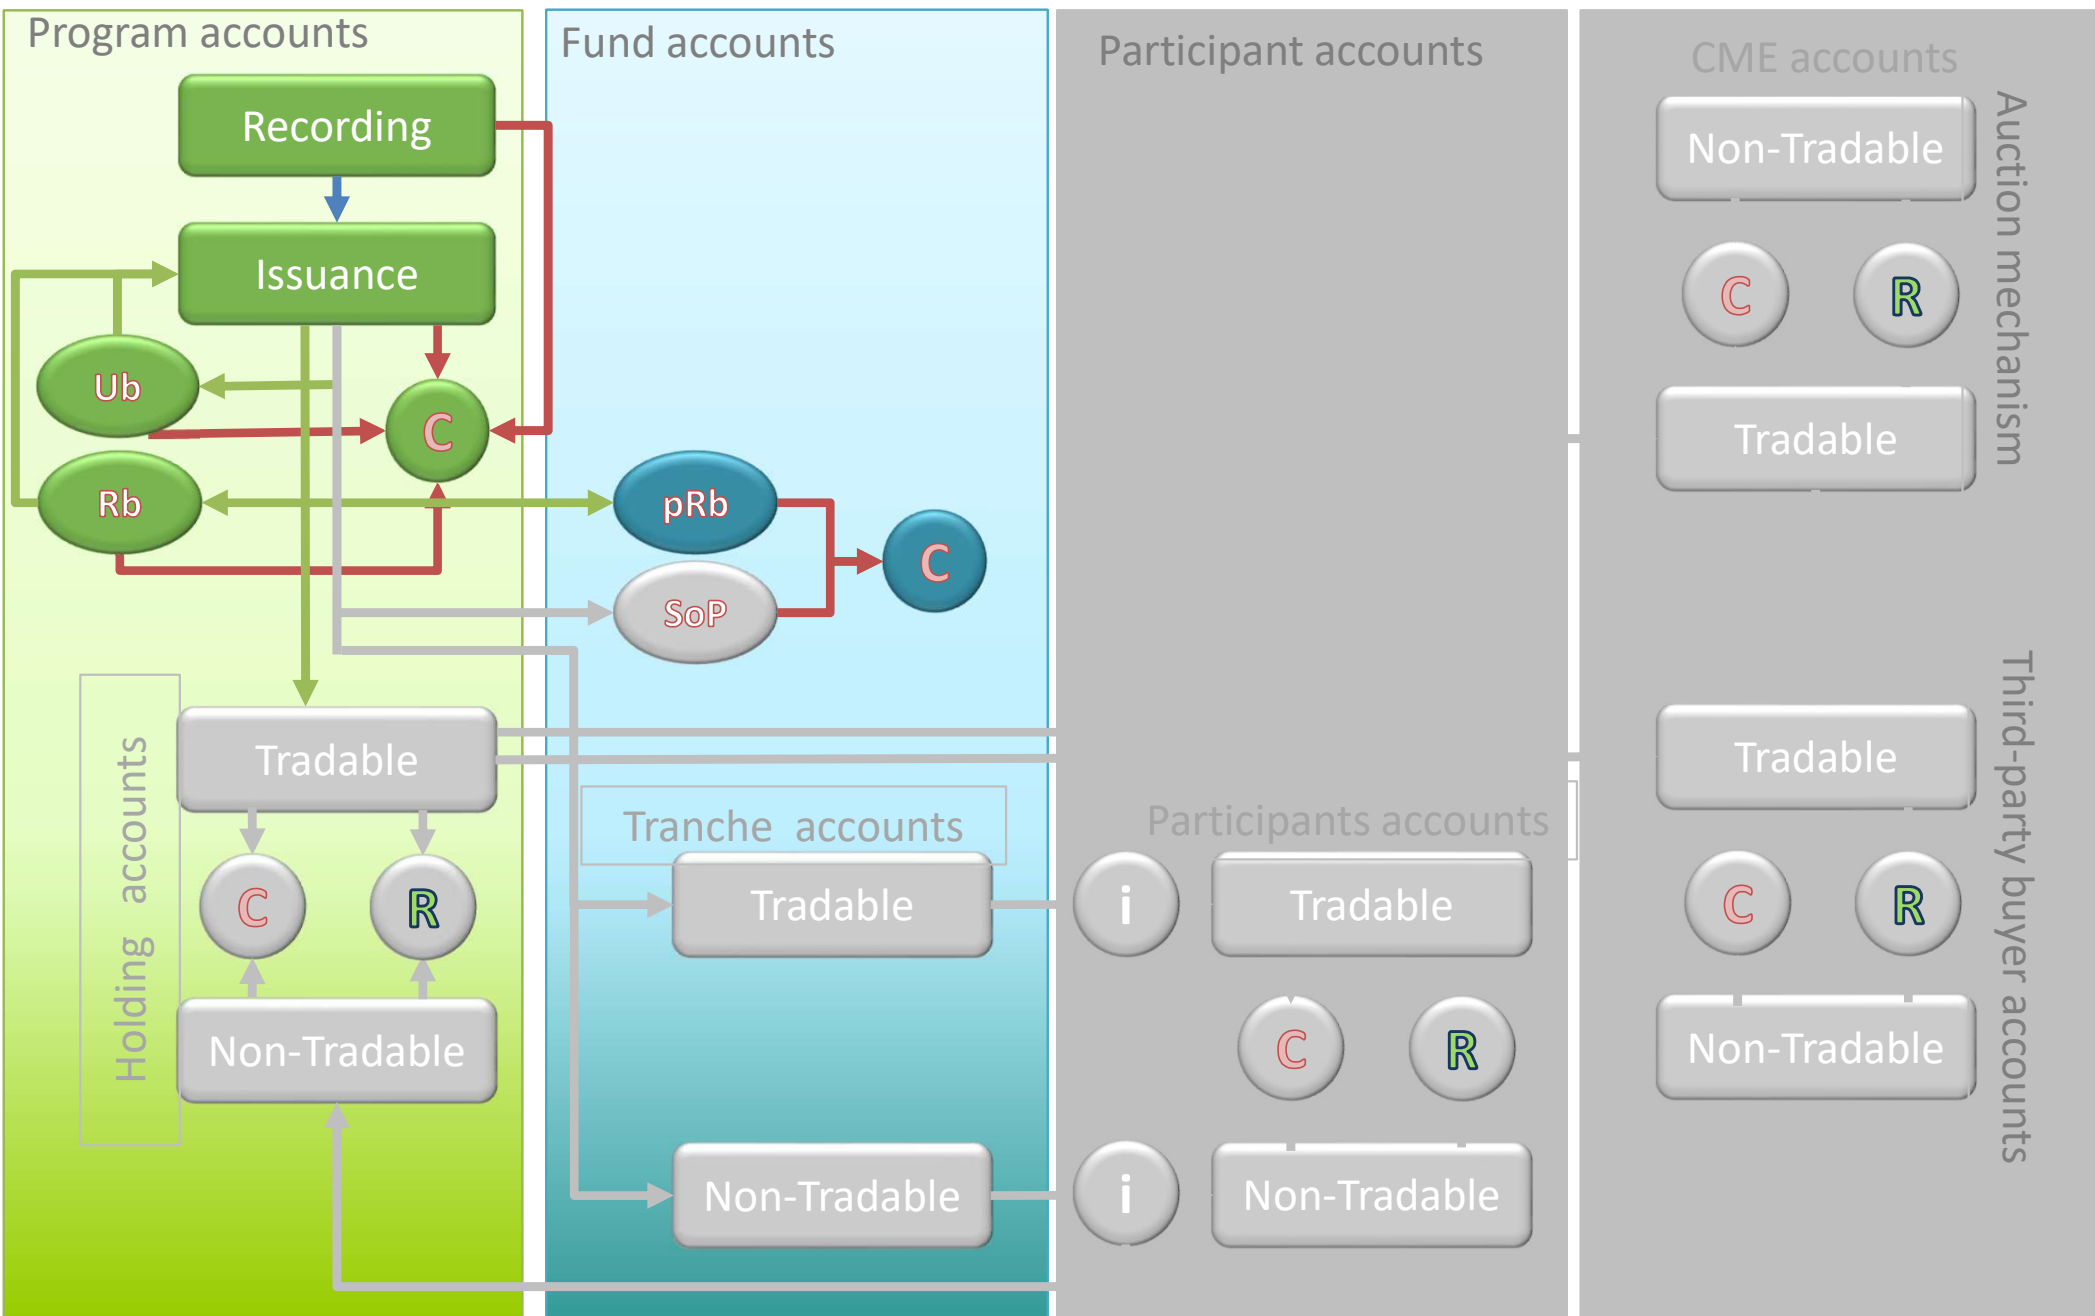 Program accounts
Recording
Issuance
Ub
C
Rb
Holding accounts
Tradable
C
R
Non-Tradable
Fund accounts
pRb
C
SoP
Tranche accounts
Tradable
Non-Tradable
Participant accounts
Participants accounts
i
Tradable
C
R
i
Non-Tradable
CME accounts
Auction mechanism
Non-Tradable
C
R
Tradable
Third-party buyer accounts
Tradable
C
R
Non-Tradable